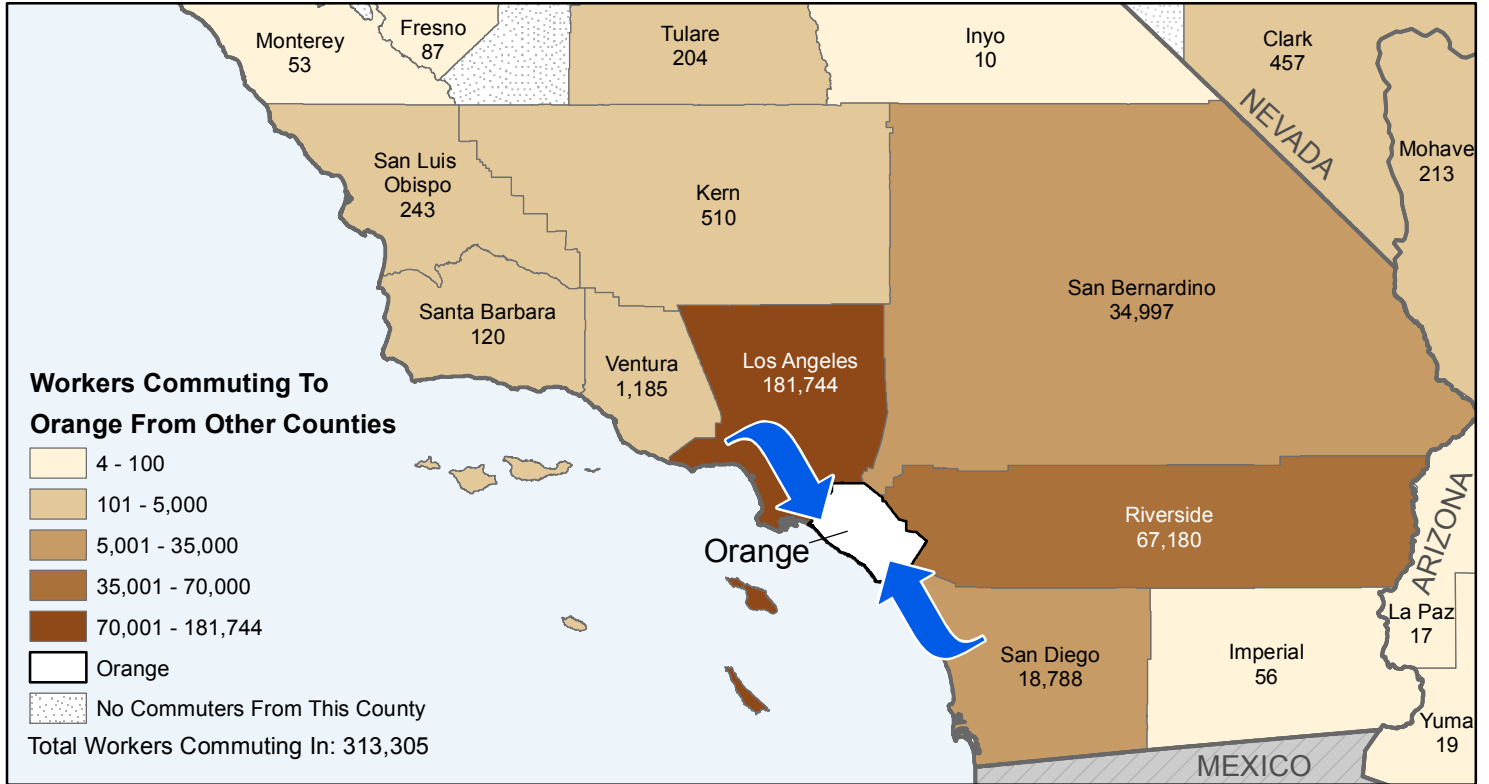 Monterey
53
Fresno
87
Tulare
204
Inyo
10
Clark
457
NEVADA
Mohave
213
San Luis
Obispo
243
Kern
510
San Bernardino
34,997
Santa Barbara
120
Ventura
1,185
Los Angeles
181,744
Riverside
67,180
ARIZONA
Orange
La Paz
17
San Diego
18,788
Imperial
56
Yuma
19
MEXICO
Workers Commuting To
Orange From Other Counties
4 - 100
101 - 5,000
5,001 - 35,000
35,001 - 70,000
70,001 - 181,744
Orange
No Commuters From This County
Total Workers Commuting In: 313,305